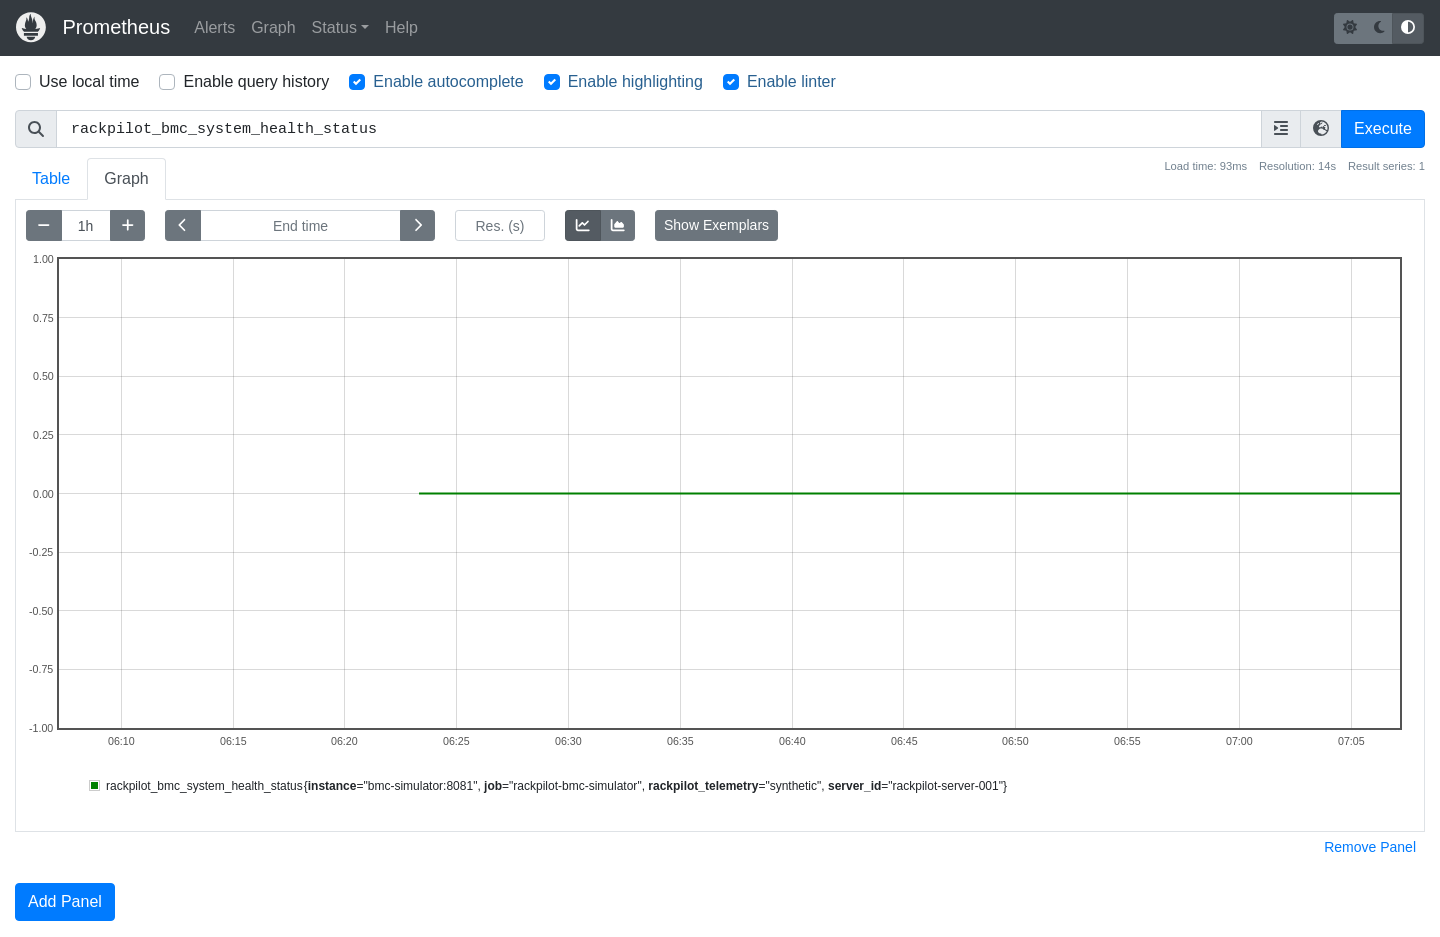 Prometheus Alerts Graph Status Help
Use local time Enable query history Enable autocomplete Enable highlighting Enable linter
rackpilot_bmc_system_health_status Execute
Table Graph Load time: 93ms Resolution: 14s Result series: 1
1h End time Res. (s) Show Exemplars
1.00
0.75
0.50
0.25
0.00
-0.25
-0.50
-0.75
-1.00
06:10 06:15 06:20 06:25 06:30 06:35 06:40 06:45 06:50 06:55 07:00 07:05
rackpilot_bmc_system_health_status{instance="bmc-simulator:8081", job="rackpilot-bmc-simulator", rackpilot_telemetry="synthetic", server_id="rackpilot-server-001"}
Remove Panel
Add Panel